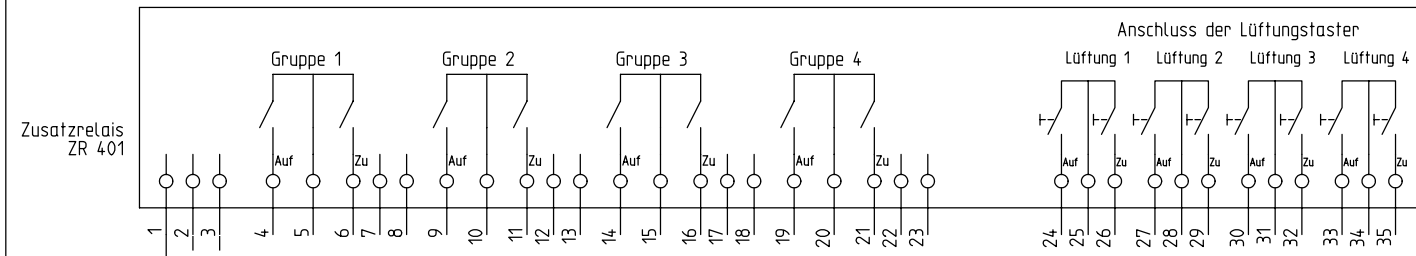 Anschluss der Lüftungstaster
Gruppe 1 Gruppe 2 Gruppe 3 Gruppe 4 Lüftung 1 Lüftung 2 Lüftung 3 Lüftung 4
Zusatzrelais
ZR 401
Auf Zu Auf Zu Auf Zu Auf Zu Auf Zu Auf Zu Auf Zu Auf Zu
1 2 3 4 5 6 7 8 9 10 11 12 13 14 15 16 17 18 19 20 21 22 23 24 25 26 27 28 29 30 31 32 33 34 35